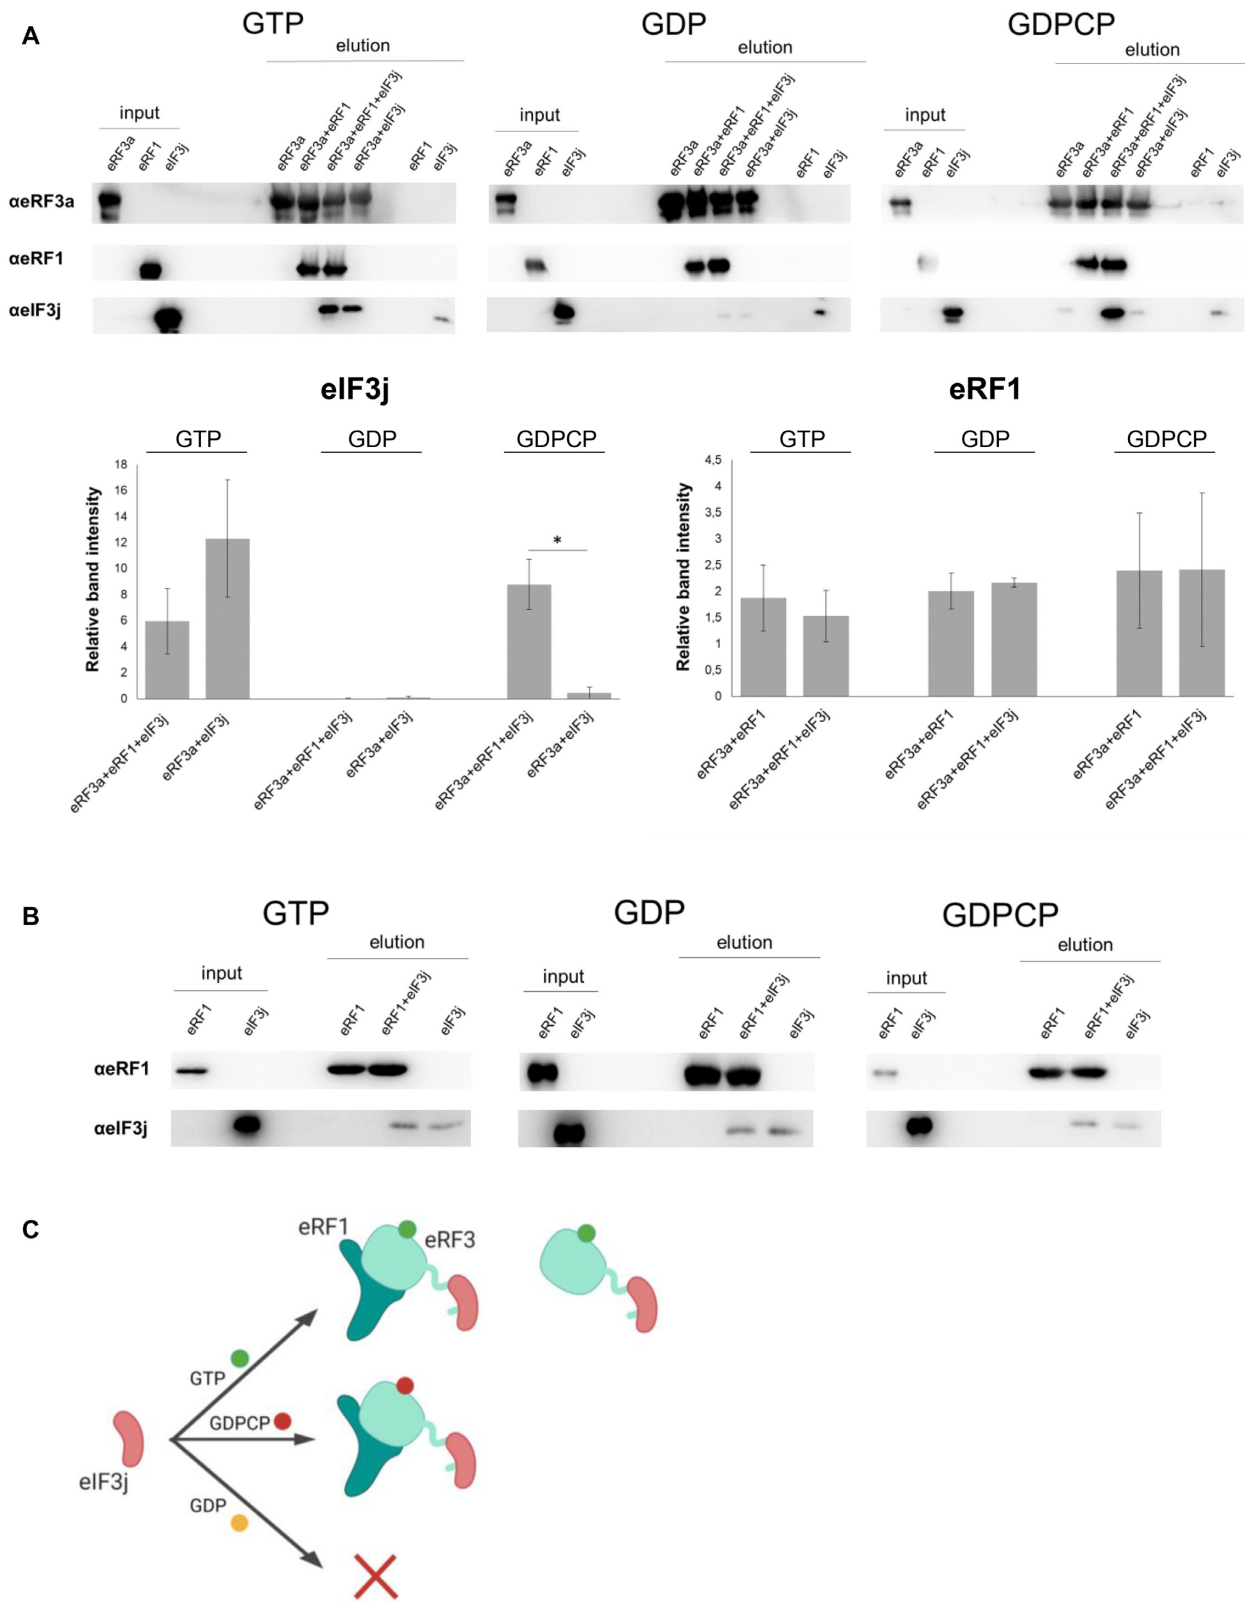 A
GTP
GDP
GDPCP
elution
elution
elution
input
input
input
eRF3a
eRF1
eIF3j
eRF3a
eRF3a+eRF1
eRF3a+eRF1+eIF3j
eRF3a+eIF3j
eRF1
eIF3j
eRF3a
eRF1
eIF3j
eRF3a
eRF3a+eRF1
eRF3a+eRF1+eIF3j
eRF3a+eIF3j
eRF1
eIF3j
eRF3a
eRF1
eIF3j
eRF3a
eRF3a+eRF1
eRF3a+eRF1+eIF3j
eRF3a+eIF3j
eRF1
eIF3j
αeRF3a
αeRF1
αeIF3j
eIF3j
GTP
GDP
GDPCP
Relative band intensity
18
16
14
12
10
8
6
4
2
0
*
eRF3a+eRF1+eIF3j
eRF3a+eIF3j
eRF3a+eRF1+eIF3j
eRF3a+eIF3j
eRF3a+eRF1+eIF3j
eRF3a+eIF3j
eRF1
GTP
GDP
GDPCP
Relative band intensity
4,5
4
3,5
3
2,5
2
1,5
1
0,5
0
eRF3a+eRF1
eRF3a+eRF1+eIF3j
eRF3a+eRF1
eRF3a+eRF1+eIF3j
eRF3a+eRF1
eRF3a+eRF1+eIF3j
B
GTP
GDP
GDPCP
elution
elution
elution
input
input
input
eRF1
eIF3j
eRF1
eRF1+eIF3j
eIF3j
eRF1
eIF3j
eRF1
eRF1+eIF3j
eIF3j
eRF1
eIF3j
eRF1
eRF1+eIF3j
eIF3j
αeRF1
αeIF3j
C
eRF1
eRF3
GTP
GDPCP
eIF3j
GDP